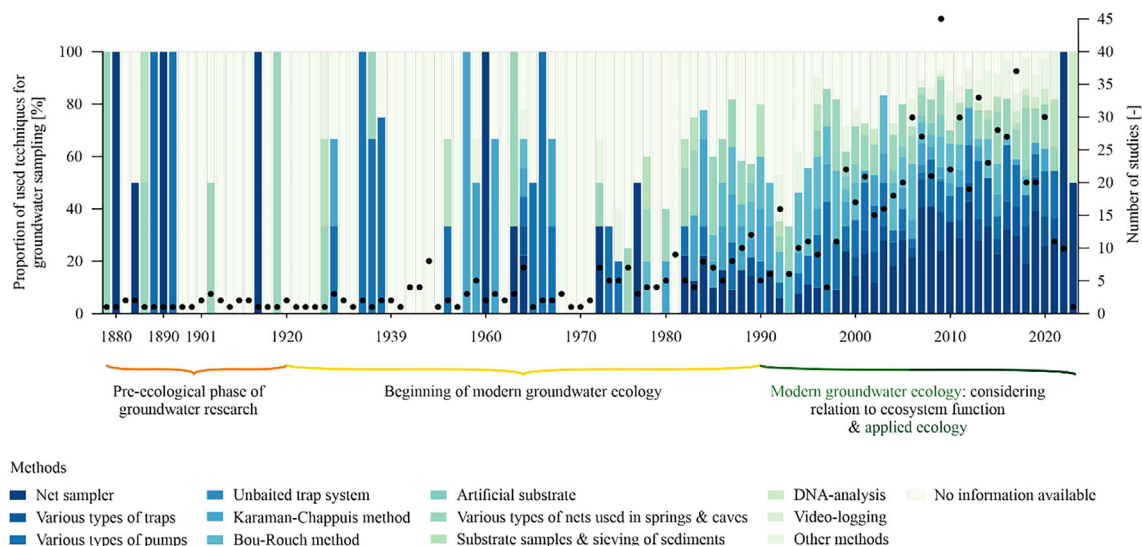 Proportion of used techniques for
groundwater sampling [%]
100
80
60
40
20
0
45
40
35
30
25
20
15
10
5
0
Number of studies [-]
1880 1890 1901 1920 1939 1960 1970 1980 1990 2000 2010 2020
Pre-ecological phase of
groundwater research
Beginning of modern groundwater ecology
Modern groundwater ecology: considering
relation to ecosystem function
& applied ecology
Methods
Net sampler
Various types of traps
Various types of pumps
Unbaited trap system
Karaman-Chappuis method
Bou-Rouch method
Artificial substrate
Various types of nets used in springs & caves
Substrate samples & sieving of sediments
DNA-analysis
Video-logging
Other methods
No information available